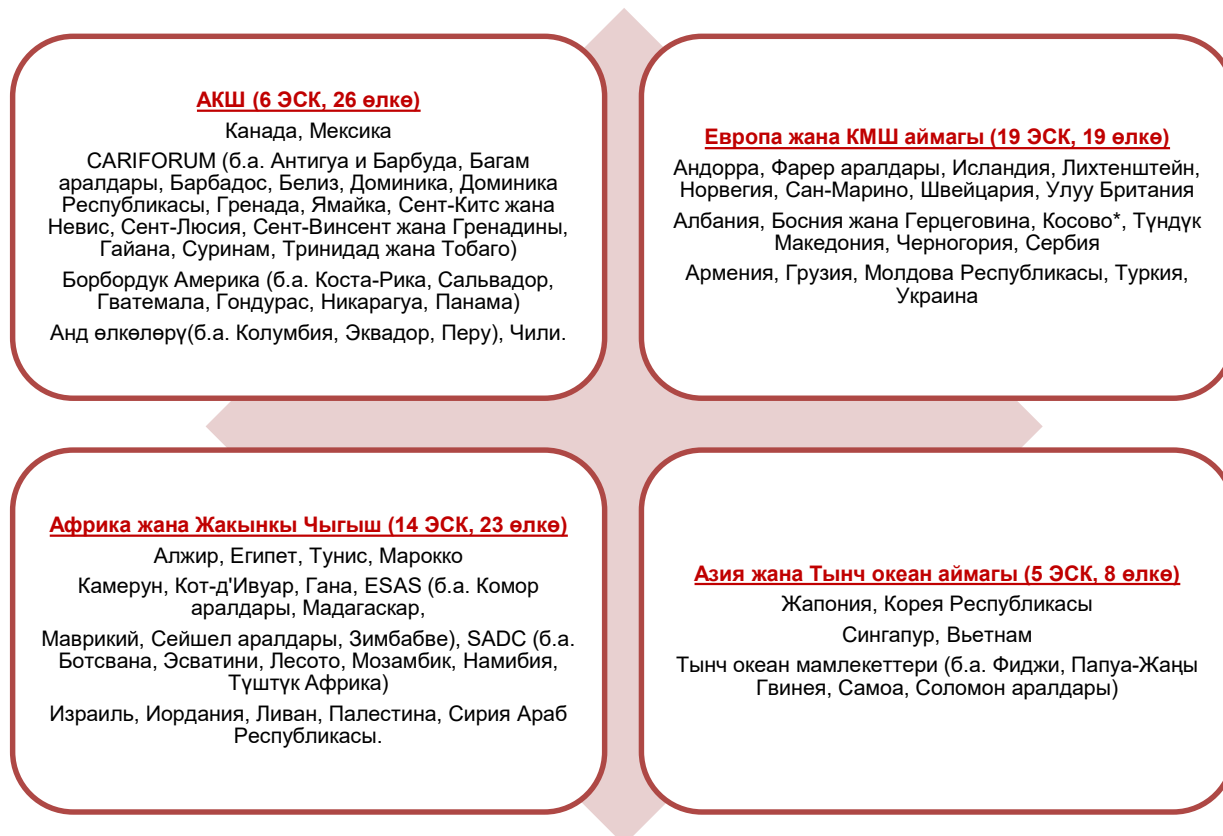 АКШ (6 ЭСК, 26 өлкө)
Канада, Мексика
CARIFORUM (б.а. Антигуа и Барбуда, Багам
аралдары, Барбадос, Белиз, Доминика, Доминика
Республикасы, Гренада, Ямайка, Сент-Китс жана
Невис, Сент-Люсия, Сент-Винсент жана Гренадины,
Гайана, Суринам, Тринидад жана Тобаго)
Борбордук Америка (б.а. Коста-Рика, Сальвадор,
Гватемала, Гондурас, Никарагуа, Панама)
Анд өлкөлөрү(б.а. Колумбия, Эквадор, Перу), Чили.
Европа жана КМШ аймагы (19 ЭСК, 19 өлкө)
Андорра, Фарер аралдары, Исландия, Лихтенштейн,
Норвегия, Сан-Марино, Швейцария, Улуу Британия
Албания, Босния жана Герцеговина, Косово*, Түндүк
Македония, Черногория, Сербия
Армения, Грузия, Молдова Республикасы, Туркия,
Украина
Африка жана Жакынкы Чыгыш (14 ЭСК, 23 өлкө)
Алжир, Египет, Тунис, Марокко
Камерун, Кот-д'Ивуар, Гана, ESAS (б.а. Комор
аралдары, Мадагаскар,
Маврикий, Сейшел аралдары, Зимбабве), SADC (б.а.
Ботсвана, Эсватини, Лесото, Мозамбик, Намибия,
Түштүк Африка)
Израиль, Иордания, Ливан, Палестина, Сирия Араб
Республикасы.
Азия жана Тынч океан аймагы (5 ЭСК, 8 өлкө)
Жапония, Корея Республикасы
Сингапур, Вьетнам
Тынч океан мамлекеттери (б.а. Фиджи, Папуа-Жаңы
Гвинея, Самоа, Соломон аралдары)